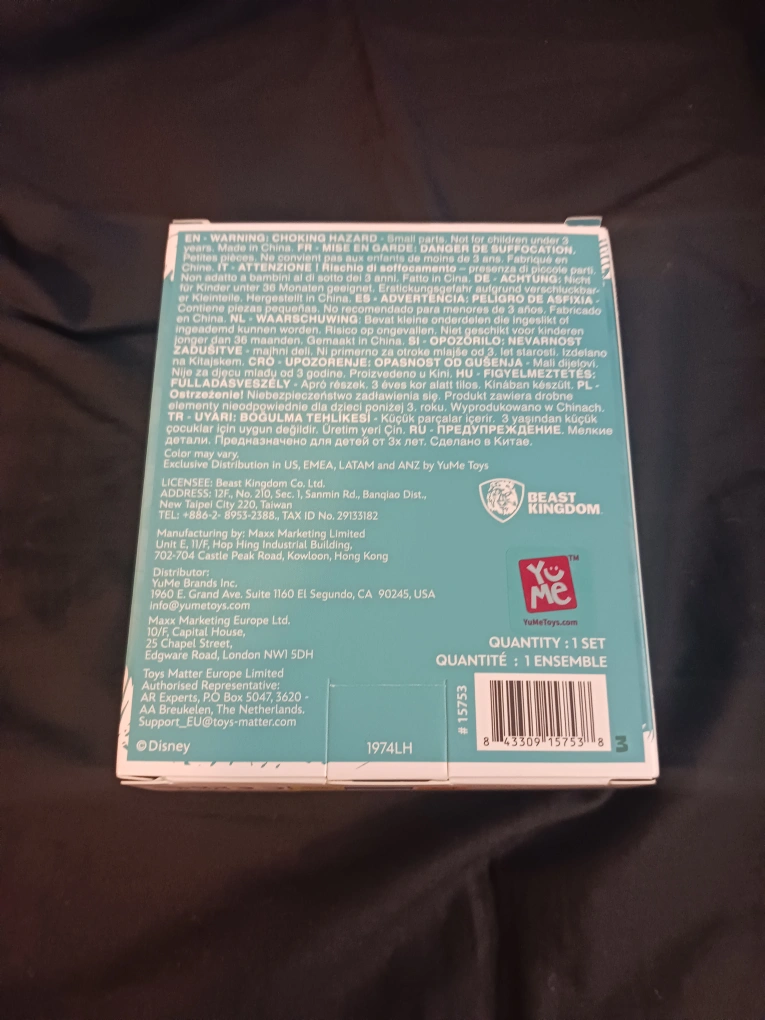 EN - WARNING: CHOKING HAZARD - Small parts. Not for children under 3
years. Made in China. FR - MISE EN GARDE: DANGER DE SUFFOCATION.
Petites pièces. Ne convient pas aux enfants de moins de 3 ans. Fabriqué en
China. IT - ATTENZIONE ! Rischio di soffocamento – presenza di piccole parti.
Non adatto a bambini al di sotto dei 3 anni. Fatto in Cina. DE - ACHTUNG: Nicht
für Kinder unter 36 Monaten geeignet. Erstickungsgefahr aufgrund verschluckbar-
er Kleinteile. Hergestellt in China. ES - ADVERTENCIA: PELIGRO DE ASFIXIA -
Contiene piezas pequeñas. No recomendado para menores de 3 años. Fabricado
en China. NL - WAARSCHUWING: Bevat kleine onderdelen die ingeslikt of
ingeademd kunnen worden. Risico op ongevallen. Niet geschikt voor kinderen
jonger dan 36 maanden. Gemaakt in China. SI - OPOZORILO: NEVARNOST
ZADUŠITVE - majhni deli. Ni primerno za otroke mlajše od 3. let starosti. Izdelano
na Kitajskem. CRO - UPOZORENJE: OPASNOST OD GUŠENJA - Mali dijelovi.
Nije za djecu mlađu od 3 godine. Proizvedeno u Kini. HU - FIGYELMEZTETÉS:
FULLADÁSVESZÉLY - Apró részek. 3 éves kor alatt tilos. Kínában készült. PL -
Ostrzeżenie! Niebezpieczeństwo zadławienia się. Produkt zawiera drobne
elementy nieodpowiednie dla dzieci poniżej 3. roku. Wyprodukowano w Chinach.
TR - UYARI: BOĞULMA TEHLİKESİ - Küçük parçalar içerir. 3 yaşından küçük
çocuklar için uygun değildir. Üretim yeri Çin. RU - ПРЕДУПРЕЖДЕНИЕ. Мелкие
детали. Предназначено для детей от 3х лет. Сделано в Китае.
Color may vary.
Exclusive Distribution in US, EMEA, LATAM and ANZ by YuMe Toys
LICENSEE: Beast Kingdom Co. Ltd.
ADDRESS: 12F., No. 210, Sec. 1, Sanmin Rd., Banqiao Dist.,
New Taipei City 220, Taiwan
TEL: +886-2- 8953-2388., TAX ID No. 29133182
BEAST
KINGDOM
Manufacturing by: Maxx Marketing Limited
Unit E, 11/F, Hop Hing Industrial Building,
702-704 Castle Peak Road, Kowloon, Hong Kong
Distributor:
YuMe Brands Inc.
1960 E. Grand Ave. Suite 1160 El Segundo, CA 90245, USA
info@yumetoys.com
YuMe™
YuMeToys.com
Maxx Marketing Europe Ltd.
10/F, Capital House,
25 Chapel Street,
Edgware Road, London NW1 5DH
QUANTITY : 1 SET
QUANTITÉ : 1 ENSEMBLE
Toys Matter Europe Limited
Authorised Representative:
AR Experts, P.O Box 5047, 3620 -
AA Breukelen, The Netherlands.
Support_EU@toys-matter.com
©Disney
1974LH
# 15753
8 43309 15753 8
3